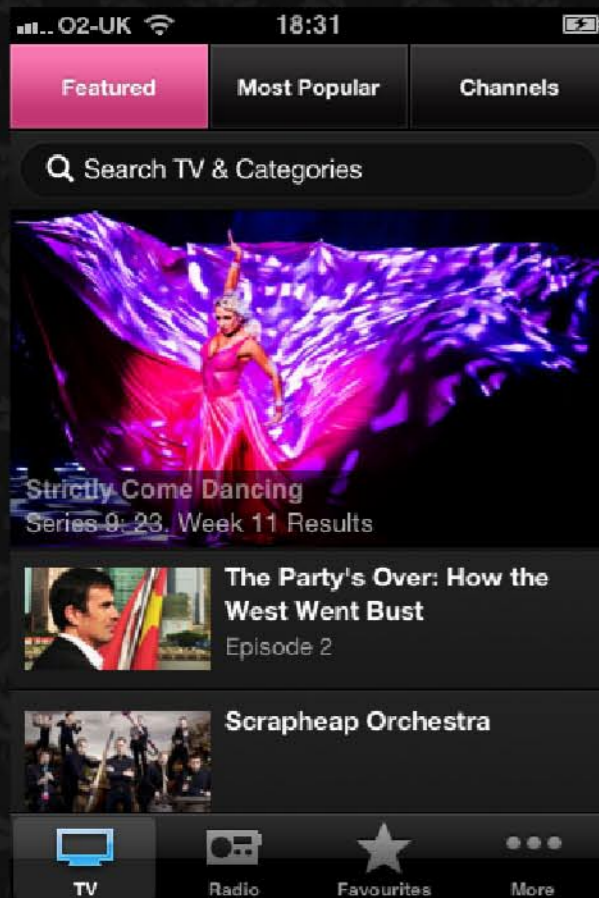 O2-UK 18:31
Featured Most Popular Channels
Search TV & Categories
Strictly Come Dancing
Series 9: 23. Week 11 Results
The Party's Over: How the
West Went Bust
Episode 2
Scrapheap Orchestra
TV Radio Favourites More